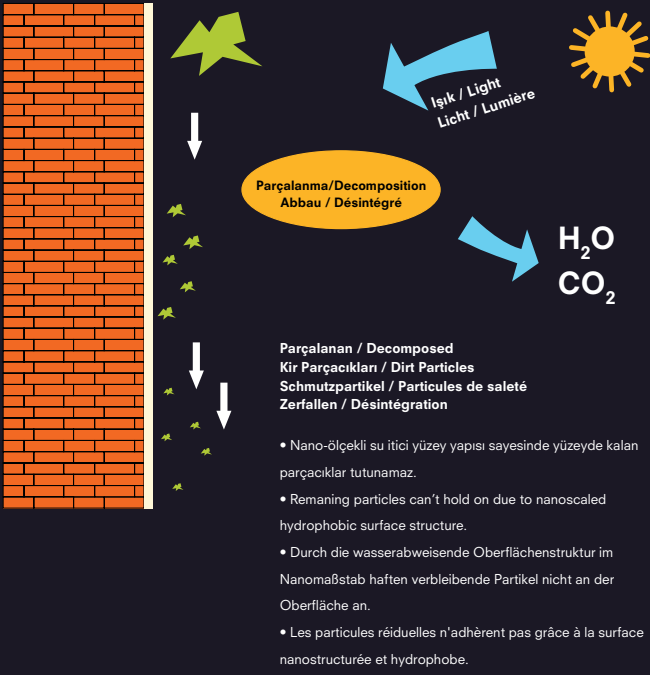 Işık / Light
Licht / Lumière
Parçalanma/Decomposition
Abbau / Désintégré
H₂O
CO₂
Parçalanan / Decomposed
Kir Parçacıkları / Dirt Particles
Schmutzpartikel / Particules de saleté
Zerfallen / Désintégration
• Nano-ölçekli su itici yüzey yapısı sayesinde yüzeyde kalan
parçacıklar tutunamaz.
• Remaning particles can’t hold on due to nanoscaled
hydrophobic surface structure.
• Durch die wasserabweisende Oberflächenstruktur im
Nanomaßstab haften verbleibende Partikel nicht an der
Oberfläche an.
• Les particules réiduelles n'adhèrent pas grâce à la surface
nanostructurée et hydrophobe.